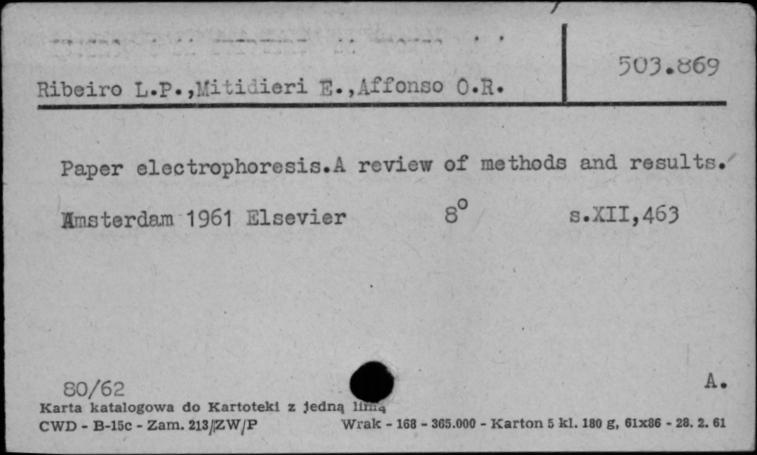 503.869
Ribeiro L.P.,Mitidieri E.,Affonso O.R.
Paper electrophoresis.A review of methods and results.
Amsterdam 1961 Elsevier 8° s.XII,463
80/62 A.
Karta katalogowa do Kartoteki z jedną linią
CWD - B-15c - Zam. 213/ZW/P Wrak - 168 - 365.000 - Karton 5 kl. 180 g, 61x86 - 28. 2. 61